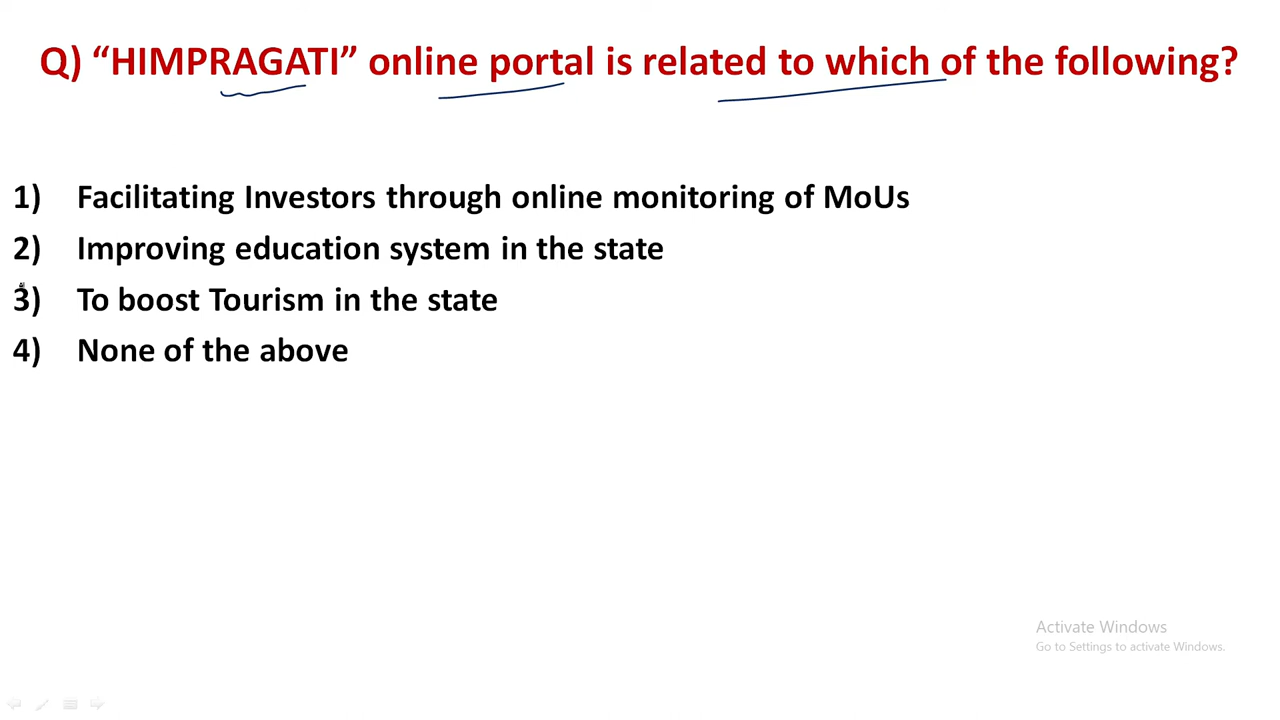 Q) “HIMPRAGATI” online portal is related to which of the following?
1) Facilitating Investors through online monitoring of MoUs
2) Improving education system in the state
3) To boost Tourism in the state
4) None of the above
Activate Windows
Go to Settings to activate Windows.